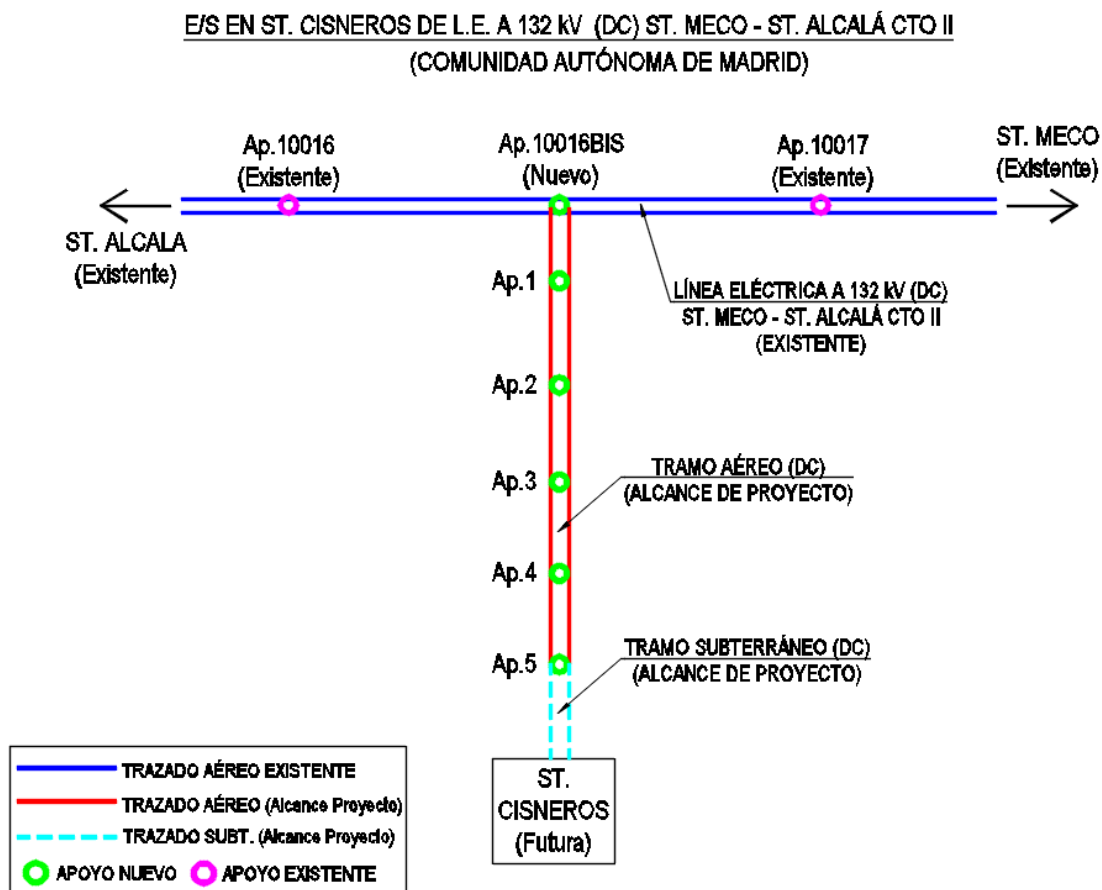 E/S EN ST. CISNEROS DE L.E. A 132 kV (DC) ST. MECO - ST. ALCALÁ CTO II
(COMUNIDAD AUTÓNOMA DE MADRID)
Ap.10016
(Existente)
Ap.10016BIS
(Nuevo)
Ap.10017
(Existente)
ST. MECO
(Existente)
ST. ALCALA
(Existente)
Ap.1
LÍNEA ELÉCTRICA A 132 kV (DC)
ST. MECO - ST. ALCALÁ CTO II
(EXISTENTE)
Ap.2
Ap.3
TRAMO AÉREO (DC)
(ALCANCE DE PROYECTO)
Ap.4
Ap.5
TRAMO SUBTERRÁNEO (DC)
(ALCANCE DE PROYECTO)
ST.
CISNEROS
(Futura)
TRAZADO AÉREO EXISTENTE
TRAZADO AÉREO (Alcance Proyecto)
TRAZADO SUBT. (Alcance Proyecto)
APOYO NUEVO
APOYO EXISTENTE